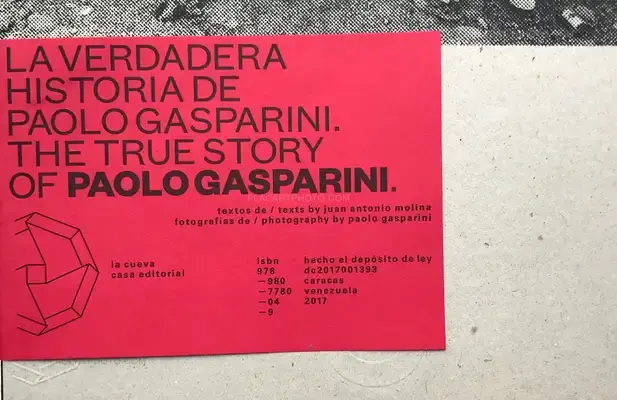 LA VERDADERA
HISTORIA DE
PAOLO GASPARINI.
THE TRUE STORY
OF PAOLO GASPARINI.
PLACARTPHOTO.COM
textos de / texts by juan antonio molina
fotografías de / photography by paolo gasparini
la cueva
casa editorial
isbn
978
—980
—7780
—04
—9
hecho el depósito de ley
dc2017001393
caracas
venezuela
2017